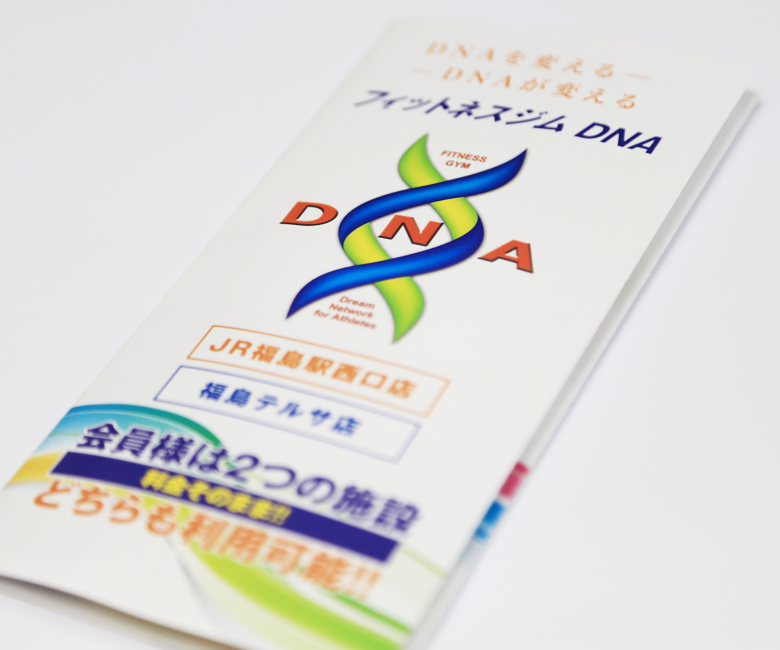 DNAを変える—
—DNAが変える
フィットネスジム DNA
FITNESS
GYM
DNA
Dream
Network
for Athletes
JR福島駅西口店
福島テルサ店
会員様は2つの施設
料金そのまま!!
どちらも利用可能!!